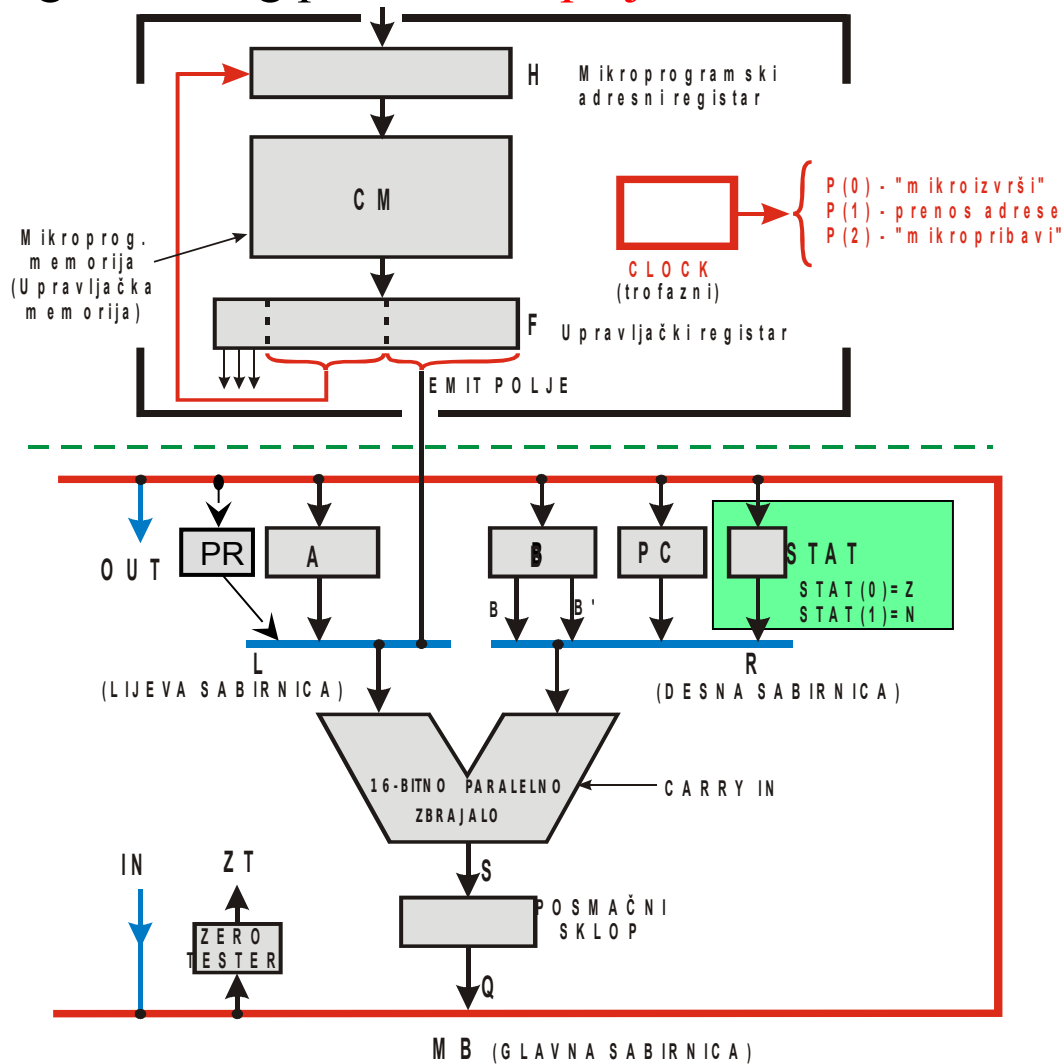 H
Mikroprogramski
adresni registar
CM
P(0) - "mikroizvrši"
P(1) - prenos adrese
P(2) - "mikropribavi"
CLOCK
(trofazni)
Mikroprog.
memorija
(Upravljačka
memorija)
F
Upravljački registar
EMIT POLJE
OUT
PR
A
B
PC
STAT
STAT(0)=Z
STAT(1)=N
B
B'
L
(LIJEVA SABIRNICA)
R
(DESNA SABIRNICA)
16-BITNO PARALELNO
ZBRAJALO
CARRY IN
IN
ZT
S
POSMAČNI
SKLOP
ZERO
TESTER
Q
MB (GLAVNA SABIRNICA)